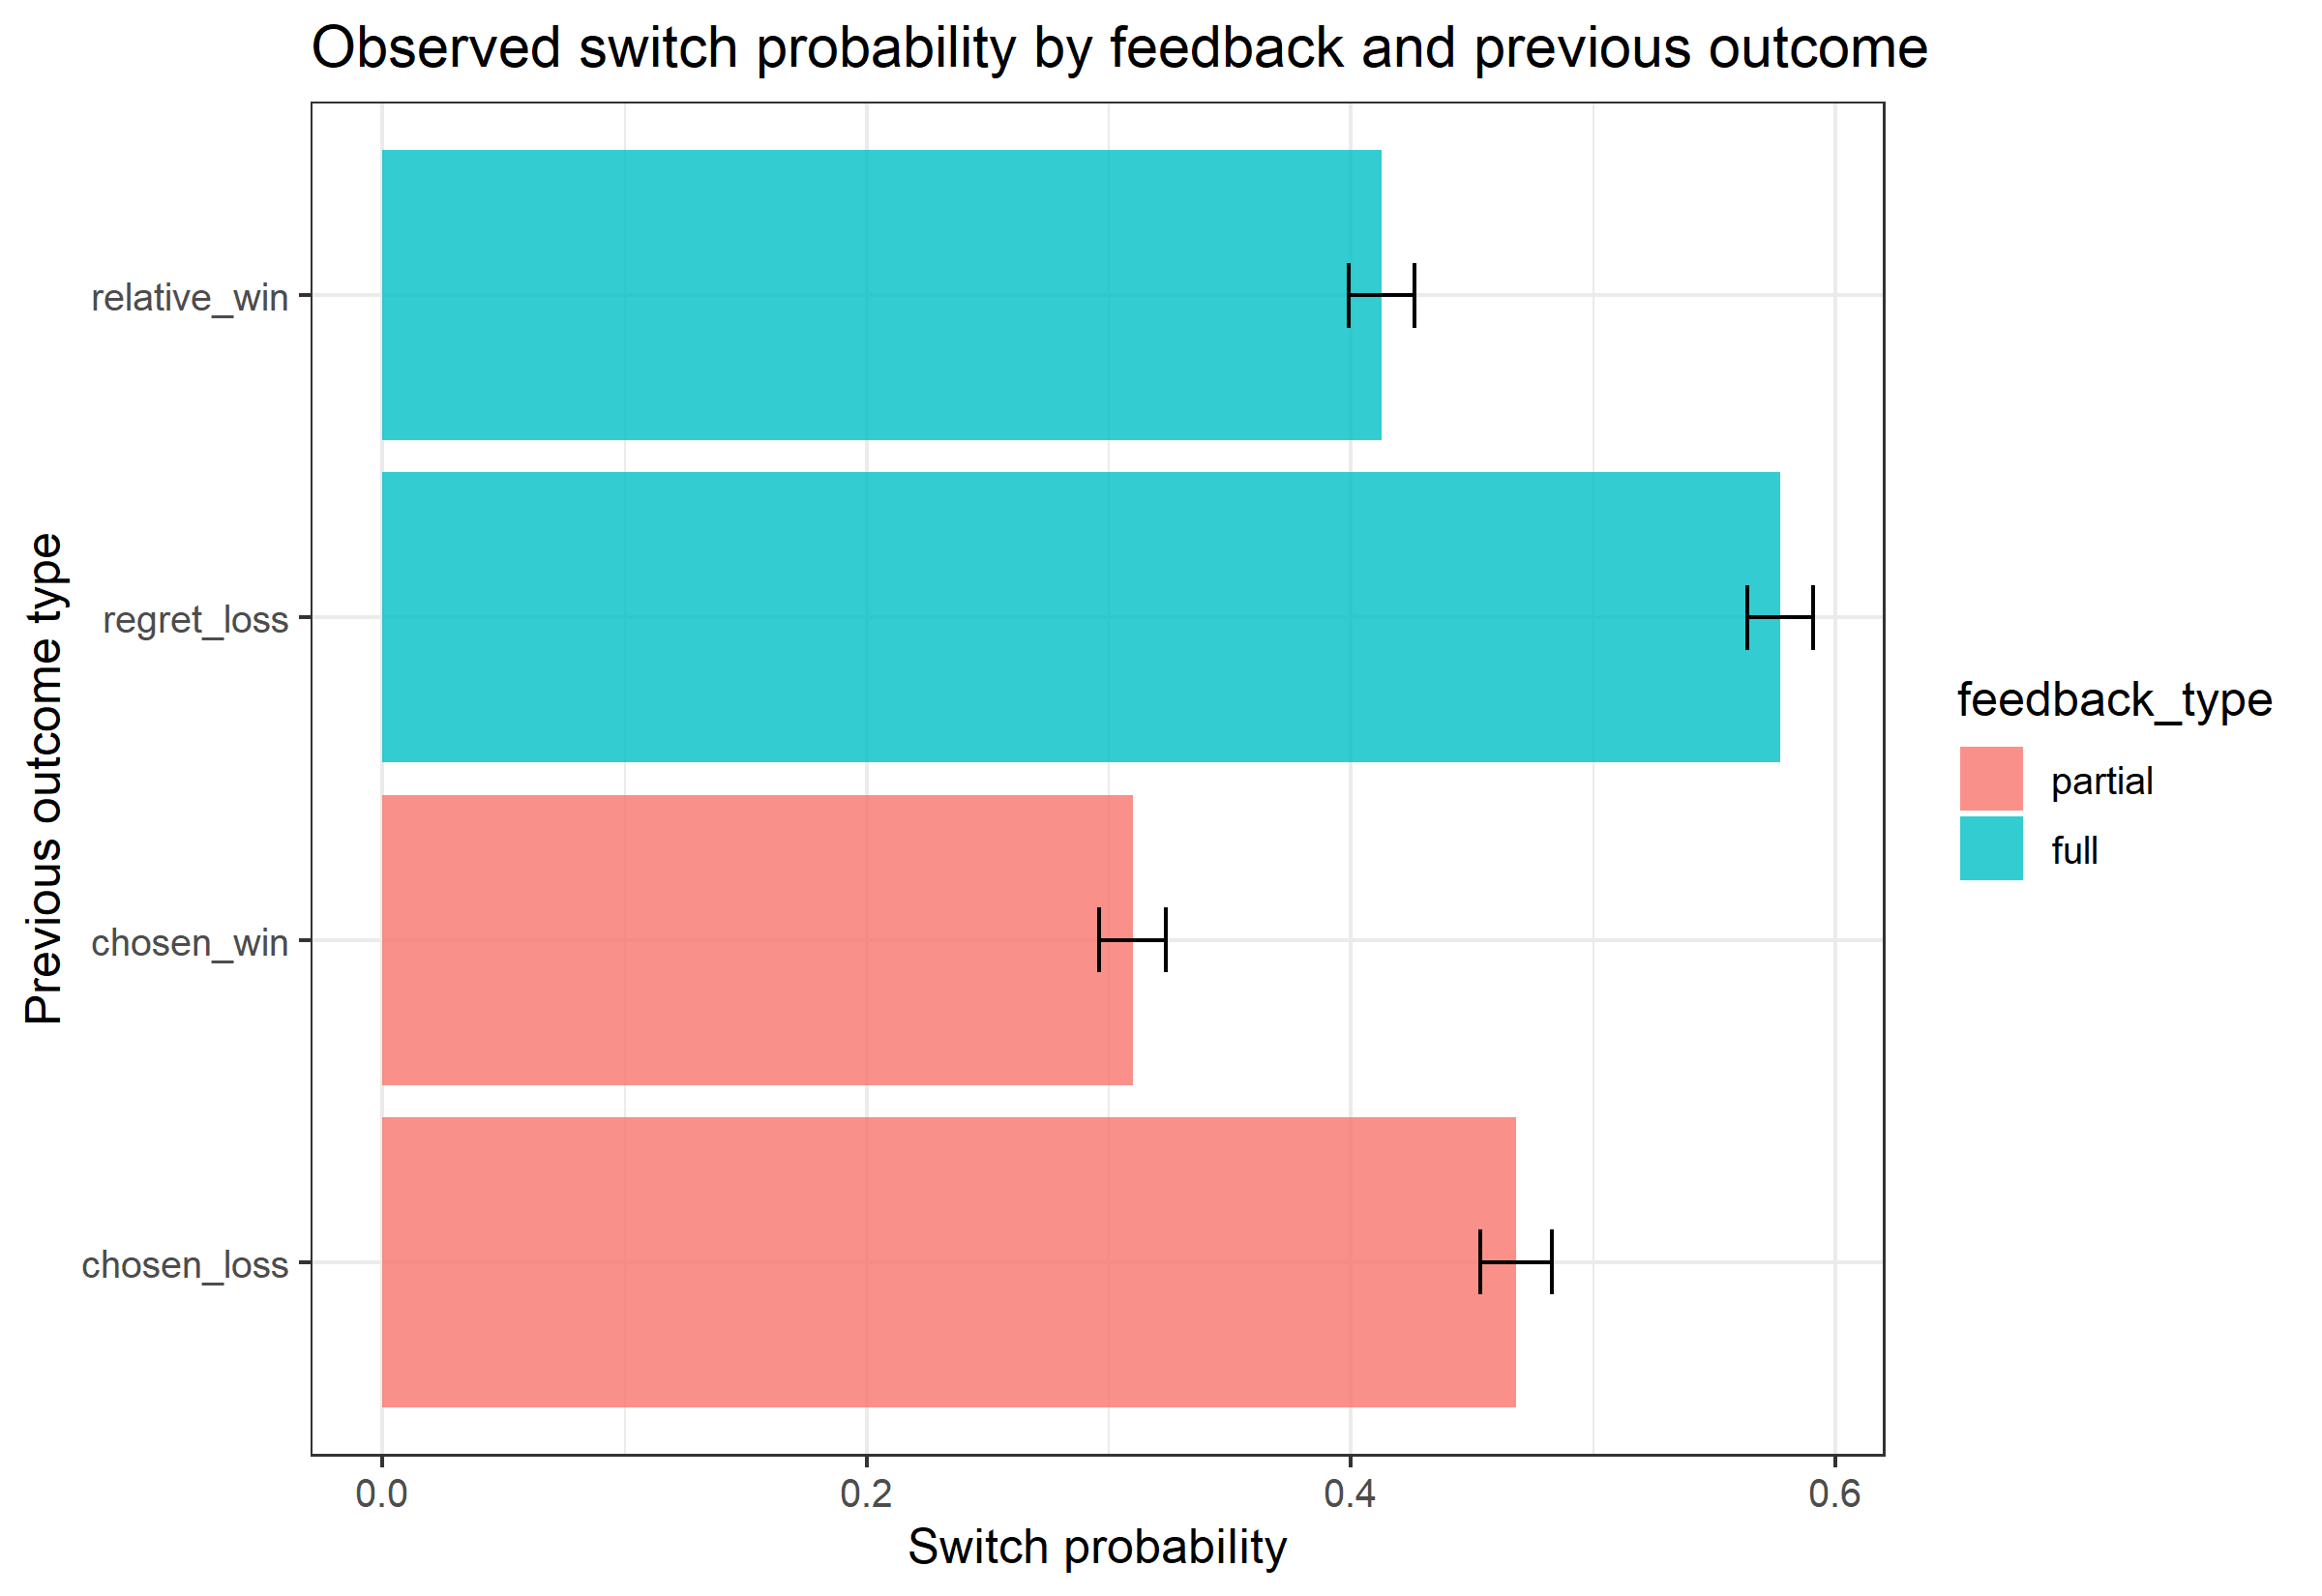 Observed switch probability by feedback and previous outcome
Previous outcome type
relative_win
regret_loss
chosen_win
chosen_loss
0.0 0.2 0.4 0.6
Switch probability
feedback_type
partial
full